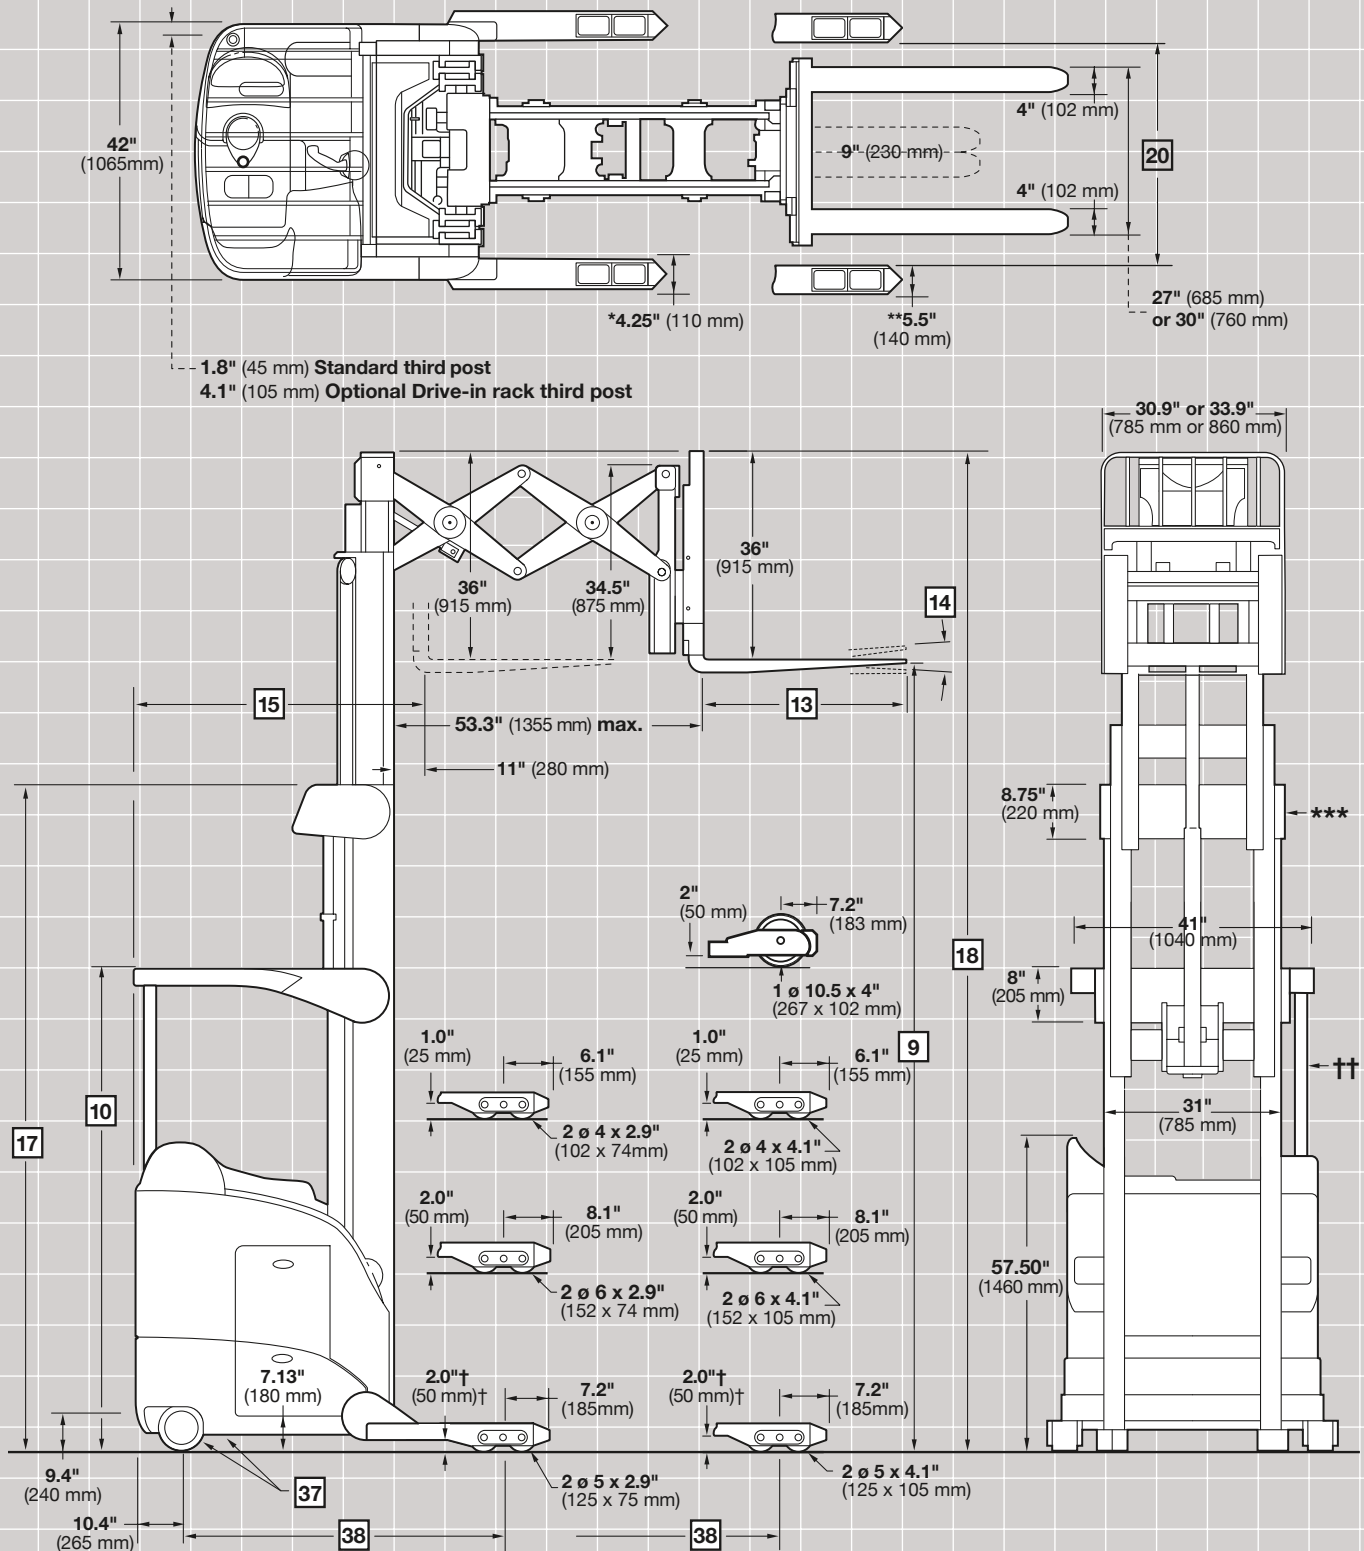 42"
(1065mm)
4" (102 mm)
9" (230 mm)
20
4" (102 mm)
*4.25" (110 mm)
**5.5"
(140 mm)
27" (685 mm)
or 30" (760 mm)
1.8" (45 mm) Standard third post
4.1" (105 mm) Optional Drive-in rack third post
30.9" or 33.9"
(785 mm or 860 mm)
36"
(915 mm)
34.5"
(875 mm)
36"
(915 mm)
14
15
13
53.3" (1355 mm) max.
11" (280 mm)
8.75"
(220 mm)
***
2"
(50 mm)
7.2"
(183 mm)
1 ø 10.5 x 4"
(267 x 102 mm)
18
41"
(1040 mm)
8"
(205 mm)
1.0"
(25 mm)
6.1"
(155 mm)
2 ø 4 x 2.9"
(102 x 74mm)
1.0"
(25 mm)
6.1"
(155 mm)
2 ø 4 x 4.1"
(102 x 105 mm)
9
††
10
17
31"
(785 mm)
2.0"
(50 mm)
8.1"
(205 mm)
2 ø 6 x 2.9"
(152 x 74 mm)
2.0"
(50 mm)
8.1"
(205 mm)
2 ø 6 x 4.1"
(152 x 105 mm)
57.50"
(1460 mm)
7.13"
(180 mm)
2.0"†
(50 mm)†
7.2"
(185mm)
2 ø 5 x 2.9"
(125 x 75 mm)
2.0"†
(50 mm)†
7.2"
(185mm)
2 ø 5 x 4.1"
(125 x 105 mm)
9.4"
(240 mm)
37
10.4"
(265 mm)
38
38